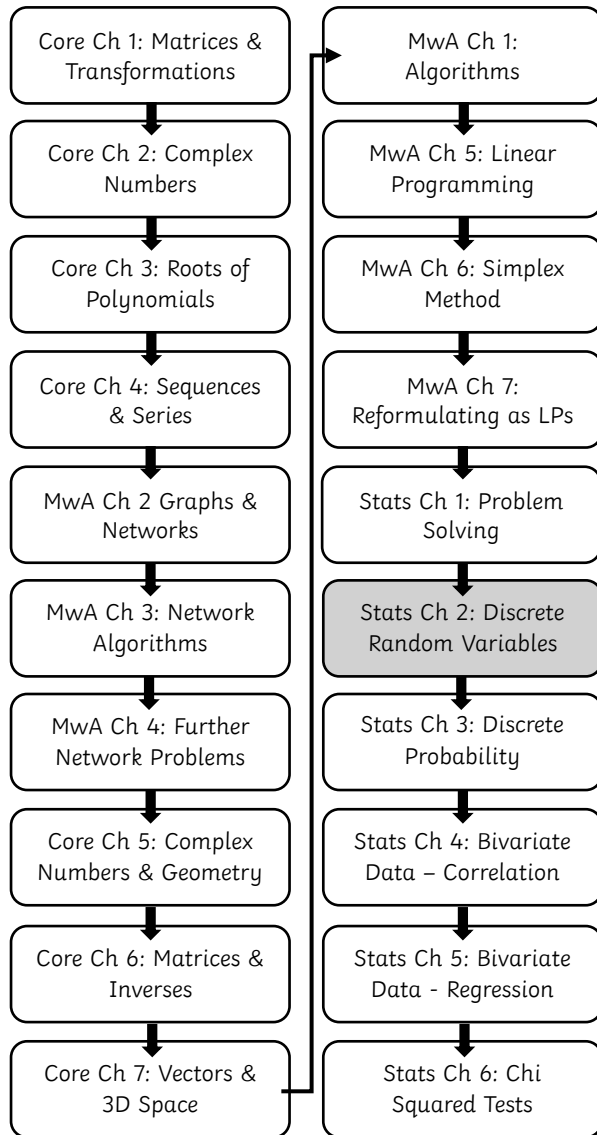 Core Ch 1: Matrices &
Transformations
Core Ch 2: Complex
Numbers
Core Ch 3: Roots of
Polynomials
Core Ch 4: Sequences
& Series
MwA Ch 2 Graphs &
Networks
MwA Ch 3: Network
Algorithms
MwA Ch 4: Further
Network Problems
Core Ch 5: Complex
Numbers & Geometry
Core Ch 6: Matrices &
Inverses
Core Ch 7: Vectors &
3D Space
MwA Ch 1:
Algorithms
MwA Ch 5: Linear
Programming
MwA Ch 6: Simplex
Method
MwA Ch 7:
Reformulating as LPs
Stats Ch 1: Problem
Solving
Stats Ch 2: Discrete
Random Variables
Stats Ch 3: Discrete
Probability
Stats Ch 4: Bivariate
Data – Correlation
Stats Ch 5: Bivariate
Data - Regression
Stats Ch 6: Chi
Squared Tests